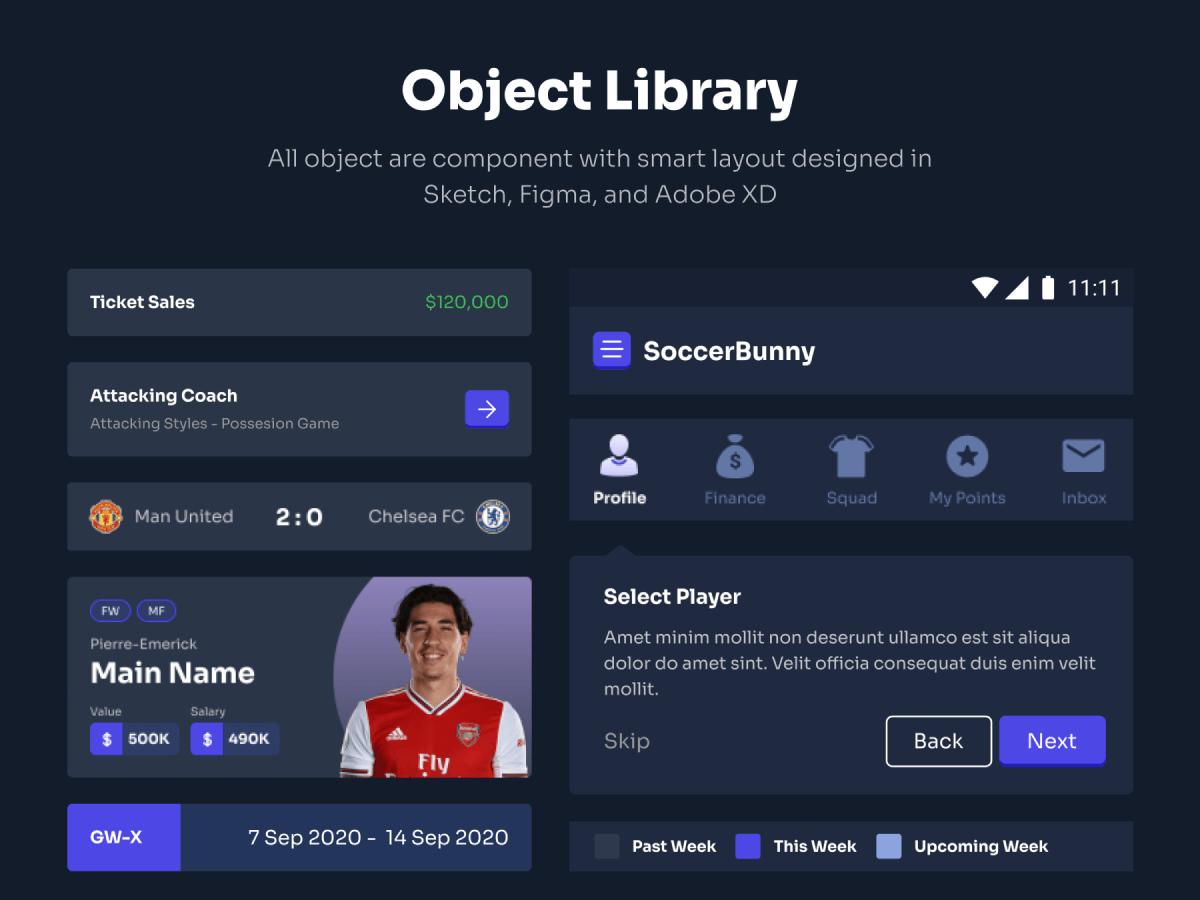 Object Library
All object are component with smart layout designed in
Sketch, Figma, and Adobe XD
Ticket Sales
$120,000
Attacking Coach
Attacking Styles - Possesion Game
Man United
2 : 0
Chelsea FC
FW
MF
Pierre-Emerick
Main Name
Value
Salary
$ 500K
$ 490K
Fly
GW-X
7 Sep 2020 - 14 Sep 2020
11:11
SoccerBunny
Profile
Finance
Squad
My Points
Inbox
Select Player
Amet minim mollit non deserunt ullamco est sit aliqua
dolor do amet sint. Velit officia consequat duis enim velit
mollit.
Skip
Back
Next
Past Week
This Week
Upcoming Week